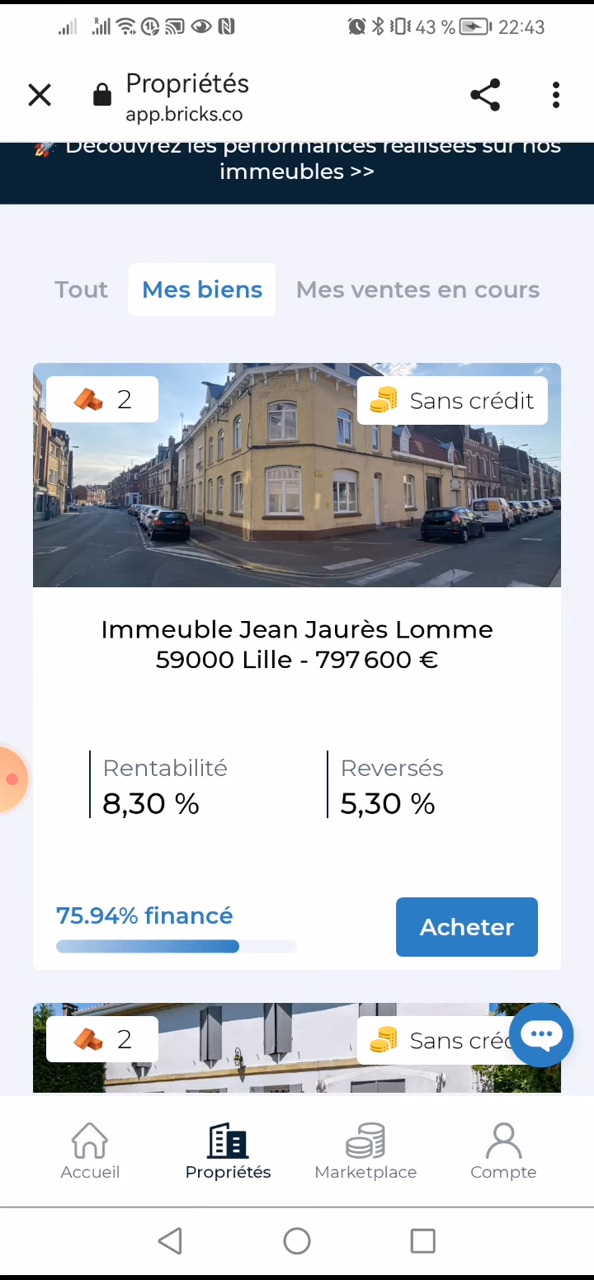 43 % 22:43
Propriétés
app.bricks.co
Découvrez les performances réalisées sur nos
immeubles >>
Tout Mes biens Mes ventes en cours
2 Sans crédit
Immeuble Jean Jaurès Lomme
59000 Lille - 797 600 €
Rentabilité Reversés
8,30 % 5,30 %
75.94% financé
Acheter
2 Sans créd
Accueil Propriétés Marketplace Compte